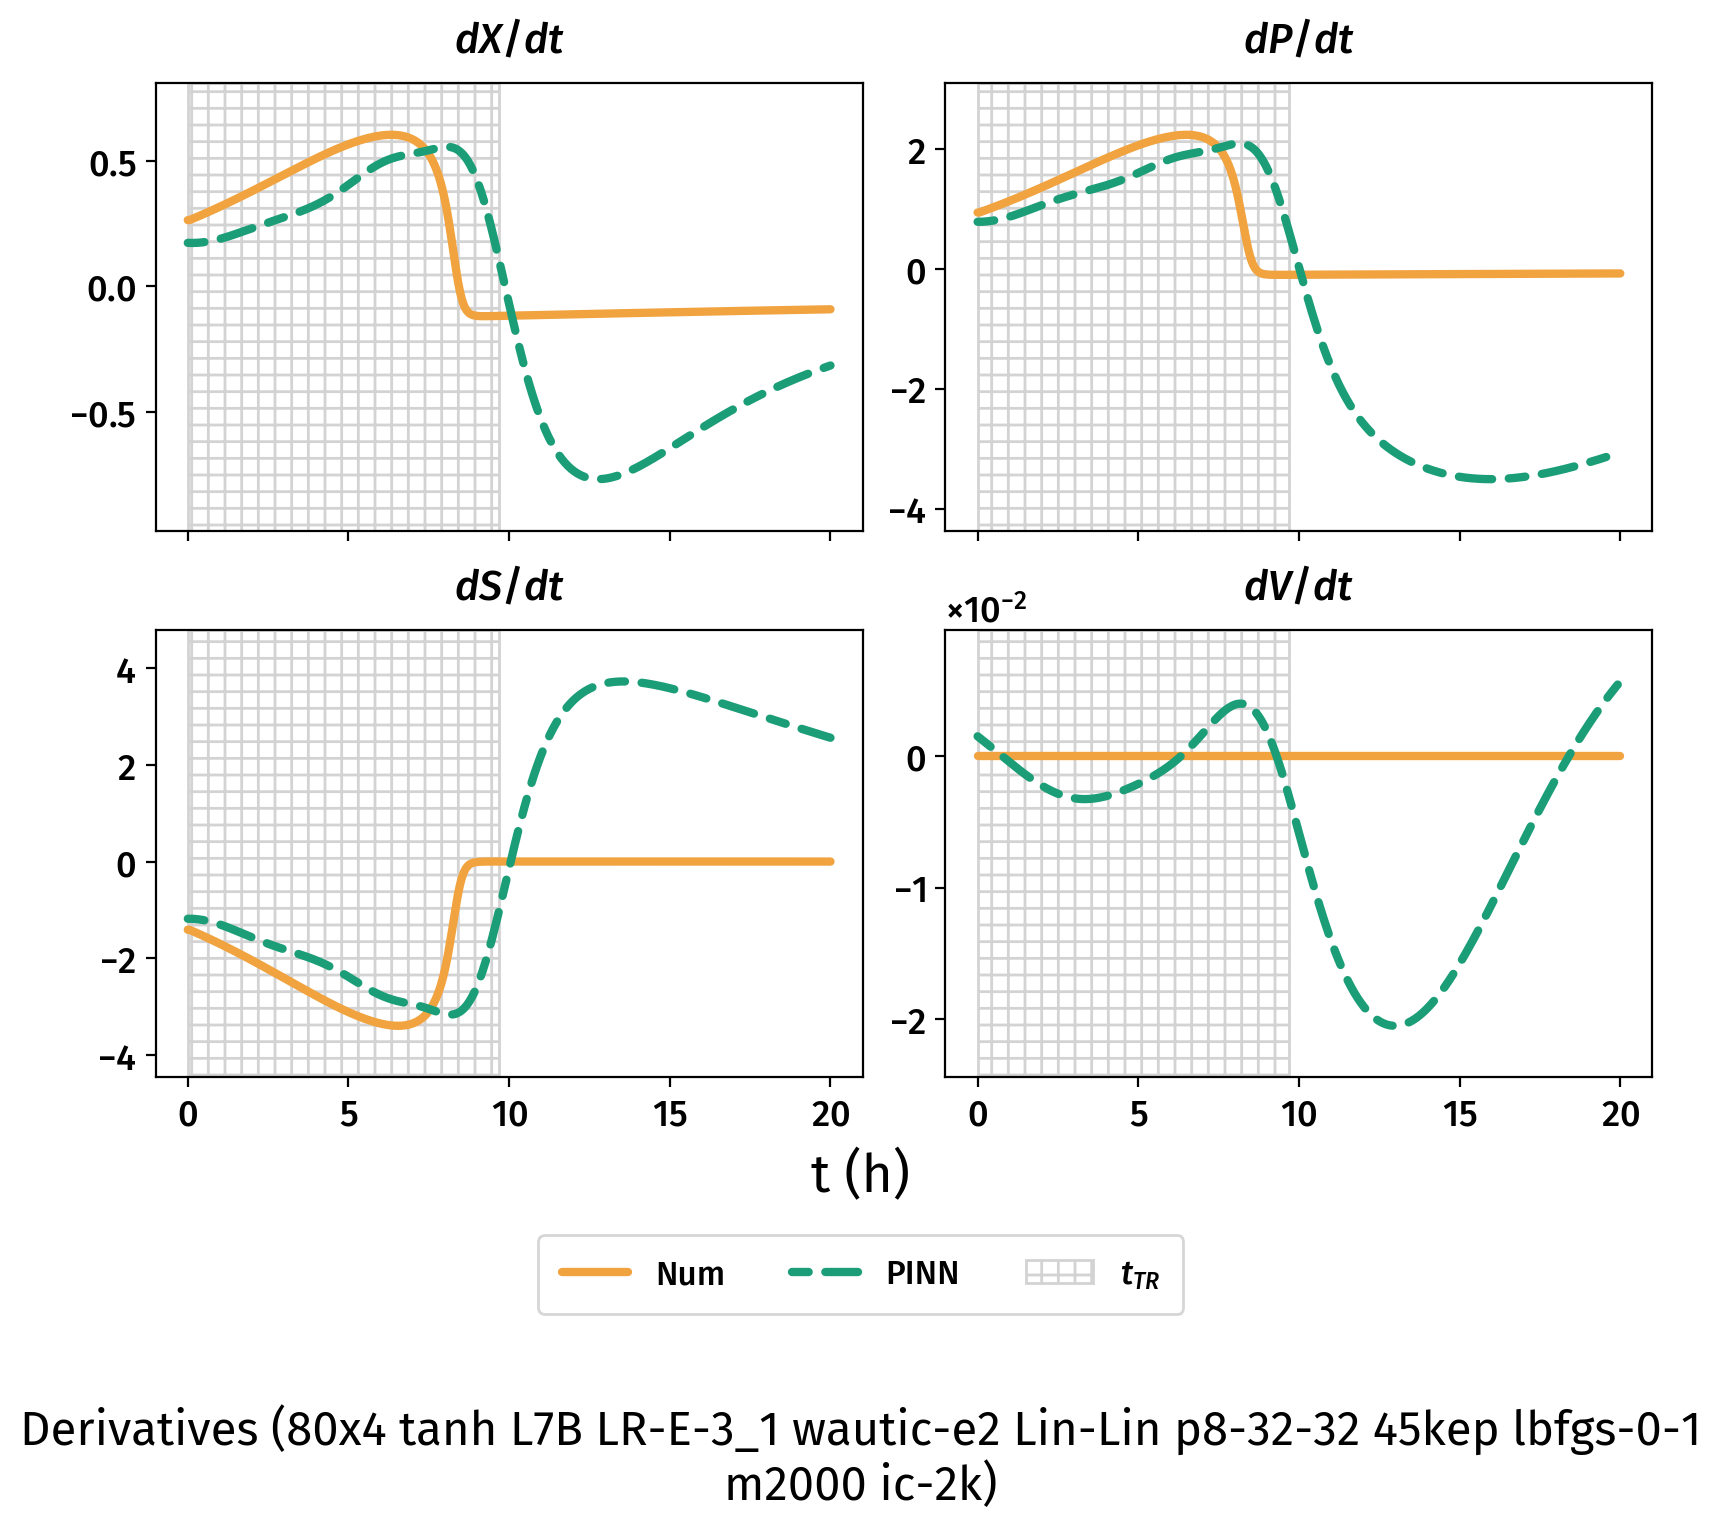 dX/dt
dP/dt
0.5
0.0
−0.5
2
0
−2
−4
dS/dt
dV/dt
×10⁻²
4
2
0
−2
−4
0
−1
−2
0 5 10 15 20
0 5 10 15 20
t (h)
Num PINN t_TR
Derivatives (80x4 tanh L7B LR-E-3_1 wautic-e2 Lin-Lin p8-32-32 45kep lbfgs-0-1
m2000 ic-2k)